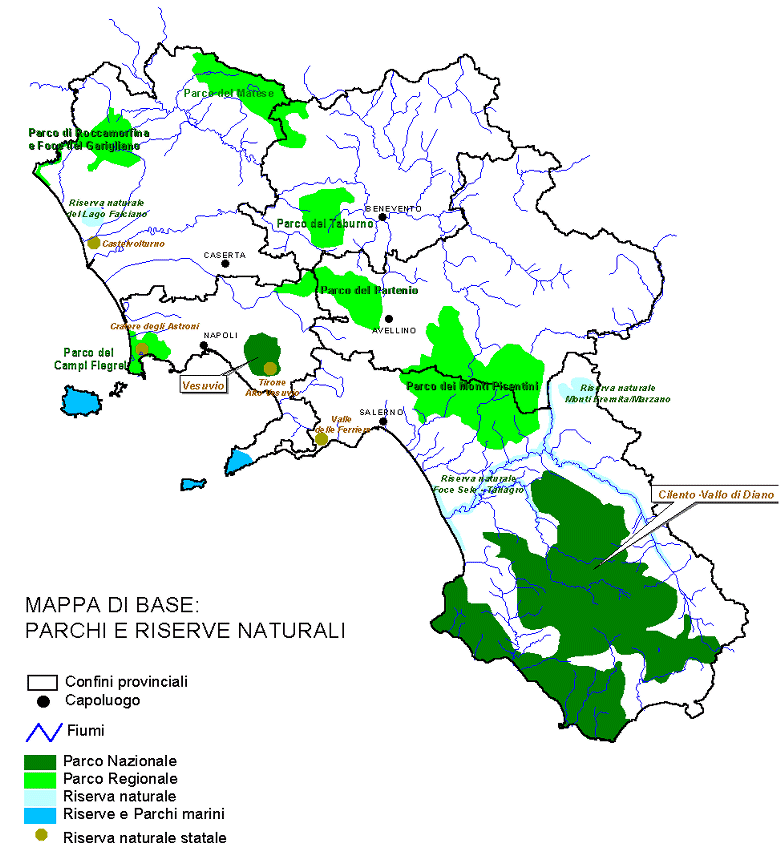 Parco del Matese
Parco di Roccamerfina
e Foce del Garigliano
Riserva naturale
del Lago Falciano
Castelvolturno
BENEVENTO
Parco del Taburno
CASERTA
Parco del Partenio
Cratere degli Astroni
NAPOLI
AVELLINO
Parco dei
Campi Flegrei
Vesuvio
Tirone
Alto Vesuvio
Parco dei Monti Picentini
Riserva naturale
Monti Eremita/Marzano
SALERNO
Valle
delle Ferriere
Riserva naturale
Foce Sele - Tanagro
Cilento -Vallo di Diano
MAPPA DI BASE:
PARCHI E RISERVE NATURALI
Confini provinciali
Capoluogo
Fiumi
Parco Nazionale
Parco Regionale
Riserva naturale
Riserve e Parchi marini
Riserva naturale statale